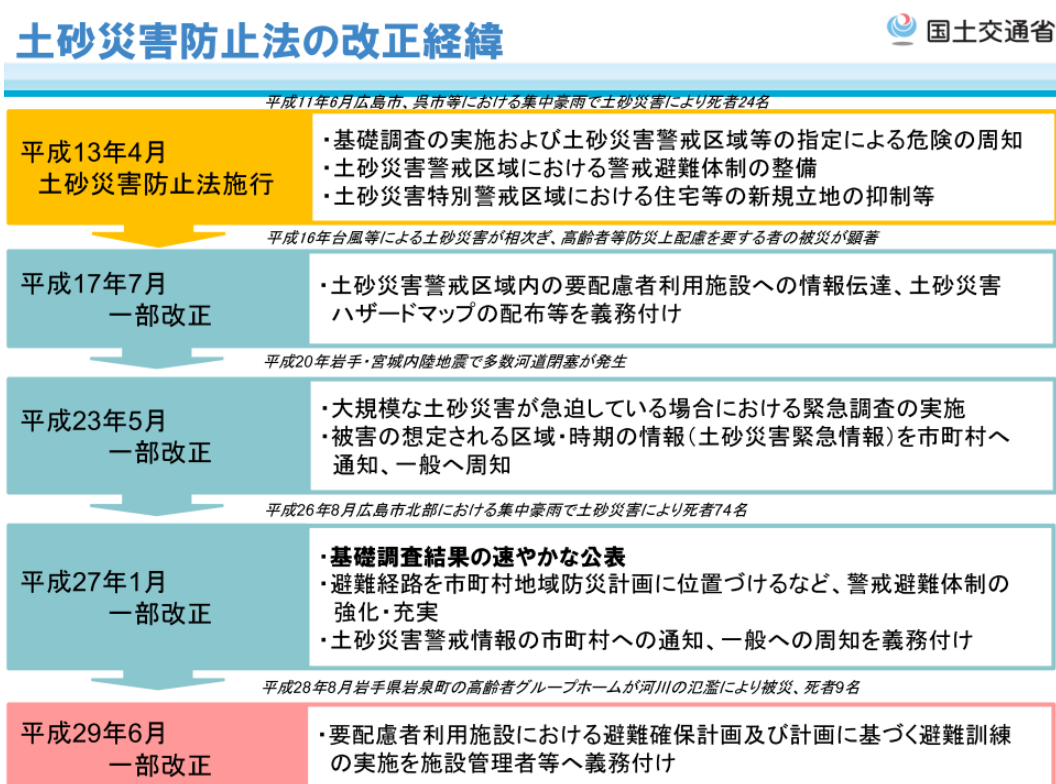 土砂災害防止法の改正経緯
国土交通省
平成11年6月広島市、呉市等における集中豪雨で土砂災害により死者24名
平成13年4月
土砂災害防止法施行
・基礎調査の実施および土砂災害警戒区域等の指定による危険の周知
・土砂災害警戒区域における警戒避難体制の整備
・土砂災害特別警戒区域における住宅等の新規立地の抑制等
平成16年台風等による土砂災害が相次ぎ、高齢者等防災上配慮を要する者の被災が顕著
平成17年7月
一部改正
・土砂災害警戒区域内の要配慮者利用施設への情報伝達、土砂災害
ハザードマップの配布等を義務付け
平成20年岩手・宮城内陸地震で多数河道閉塞が発生
平成23年5月
一部改正
・大規模な土砂災害が急迫している場合における緊急調査の実施
・被害の想定される区域・時期の情報（土砂災害緊急情報）を市町村へ
通知、一般へ周知
平成26年8月広島市北部における集中豪雨で土砂災害により死者74名
平成27年1月
一部改正
・基礎調査結果の速やかな公表
・避難経路を市町村地域防災計画に位置づけるなど、警戒避難体制の
強化・充実
・土砂災害警戒情報の市町村への通知、一般への周知を義務付け
平成28年8月岩手県岩泉町の高齢者グループホームが河川の氾濫により被災、死者9名
平成29年6月
一部改正
・要配慮者利用施設における避難確保計画及び計画に基づく避難訓練
の実施を施設管理者等へ義務付け